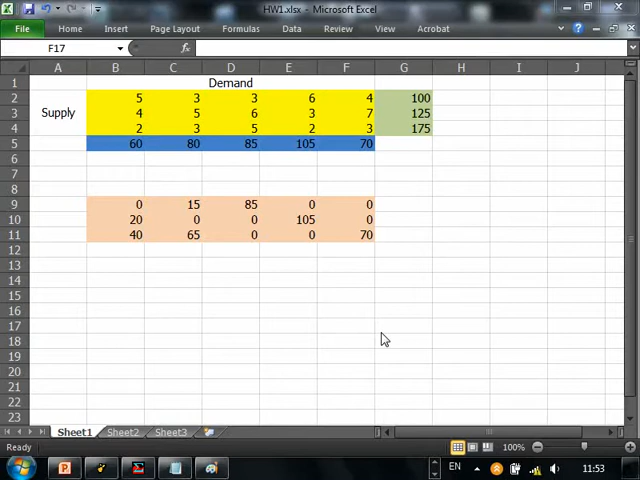 HW1.xlsx - Microsoft Excel
File Home Insert Page Layout Formulas Data Review View Acrobat
F17 fx
A B C D E F G H I J
1 Demand
2 5 3 3 6 4 100
3 Supply 4 5 6 3 7 125
4 2 3 5 2 3 175
5 60 80 85 105 70
6
7
8
9 0 15 85 0 0
10 20 0 0 105 0
11 40 65 0 0 70
12
13
14
15
16
17
18
19
20
21
22
23
Sheet1 Sheet2 Sheet3
Ready 100%
EN 11:53